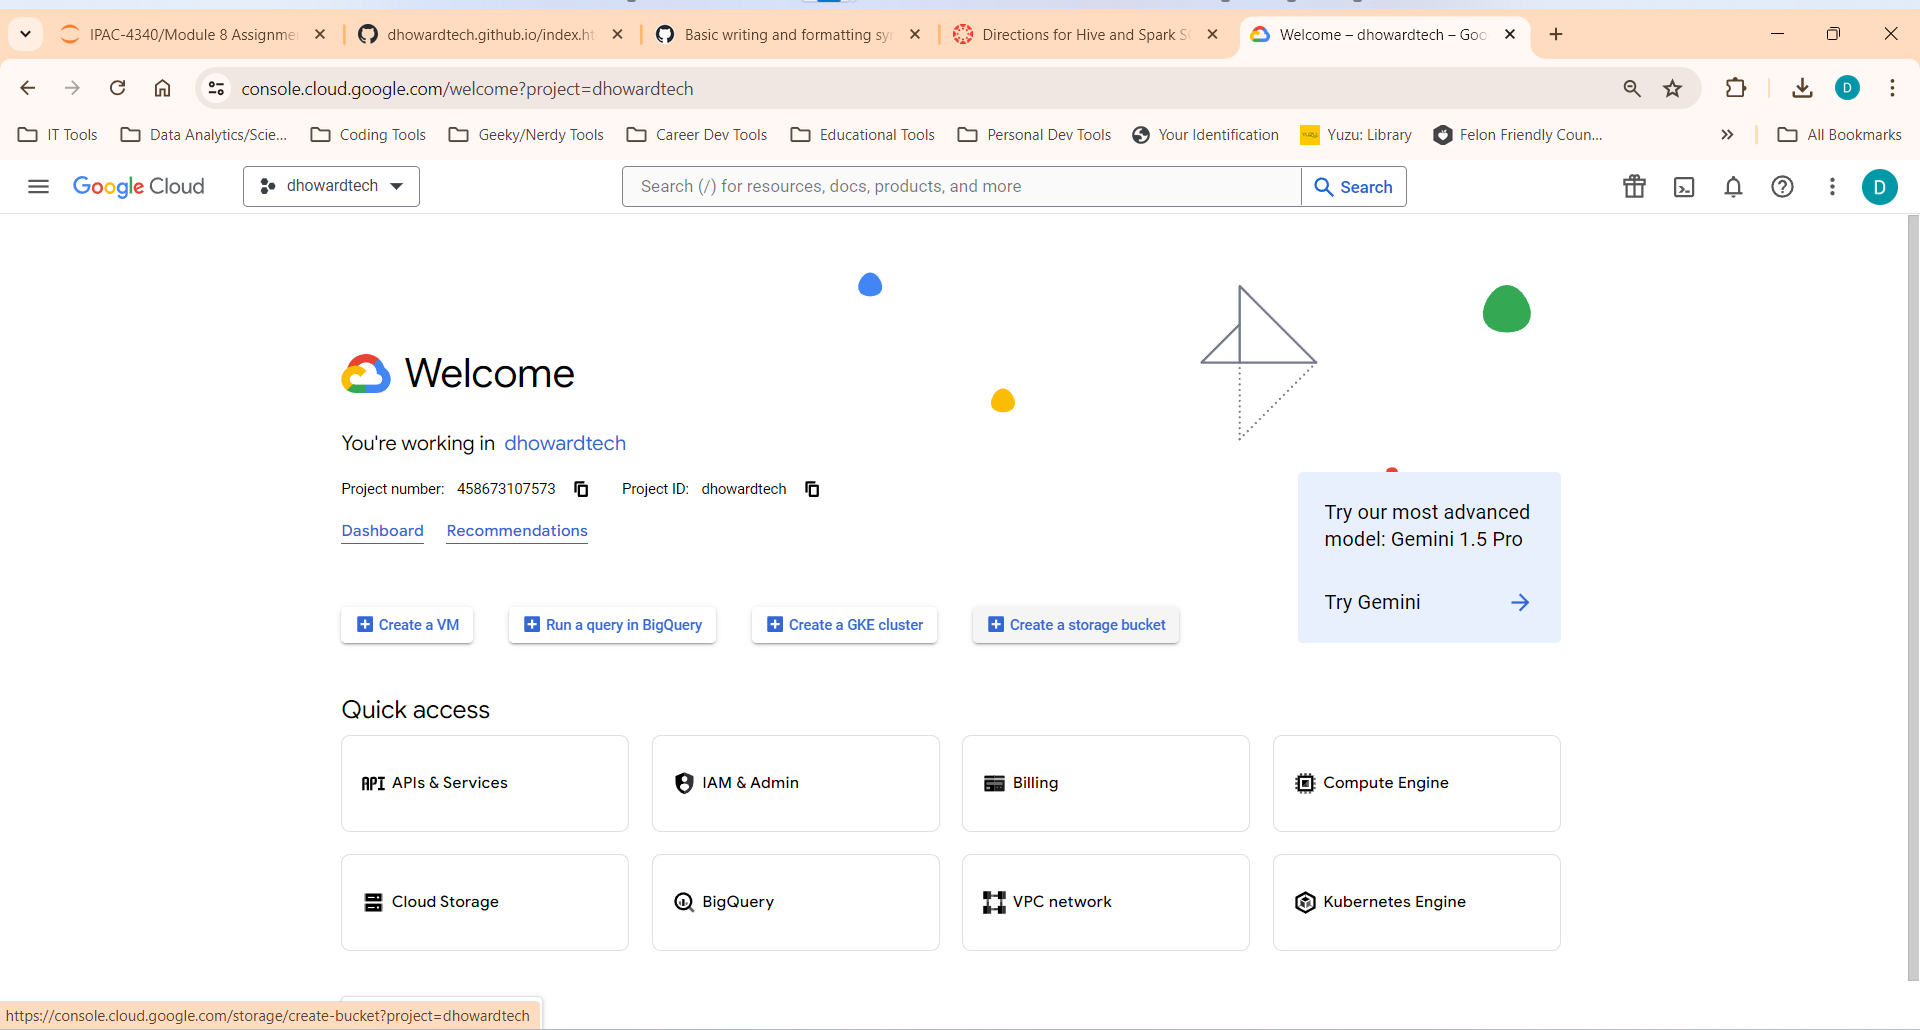 IPAC-4340/Module 8 Assignme
dhowardtech.github.io/index.ht
Basic writing and formatting sy
Directions for Hive and Spark S
Welcome – dhowardtech – Goo
console.cloud.google.com/welcome?project=dhowardtech
D
IT Tools
Data Analytics/Scie...
Coding Tools
Geeky/Nerdy Tools
Career Dev Tools
Educational Tools
Personal Dev Tools
Your Identification
Yuzu: Library
Felon Friendly Coun...
All Bookmarks
Google Cloud
dhowardtech
Search (/) for resources, docs, products, and more
Search
D
Welcome
You're working in dhowardtech
Project number: 458673107573
Project ID: dhowardtech
Dashboard
Recommendations
Try our most advanced
model: Gemini 1.5 Pro
Try Gemini
Create a VM
Run a query in BigQuery
Create a GKE cluster
Create a storage bucket
Quick access
API APIs & Services
IAM & Admin
Billing
Compute Engine
Cloud Storage
BigQuery
VPC network
Kubernetes Engine
https://console.cloud.google.com/storage/create-bucket?project=dhowardtech